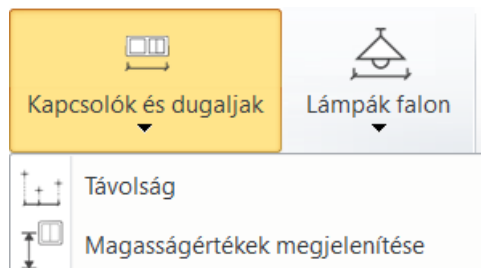 Kapcsolók és dugaljak
Lámpák falon
Távolság
Magasságértékek megjelenítése